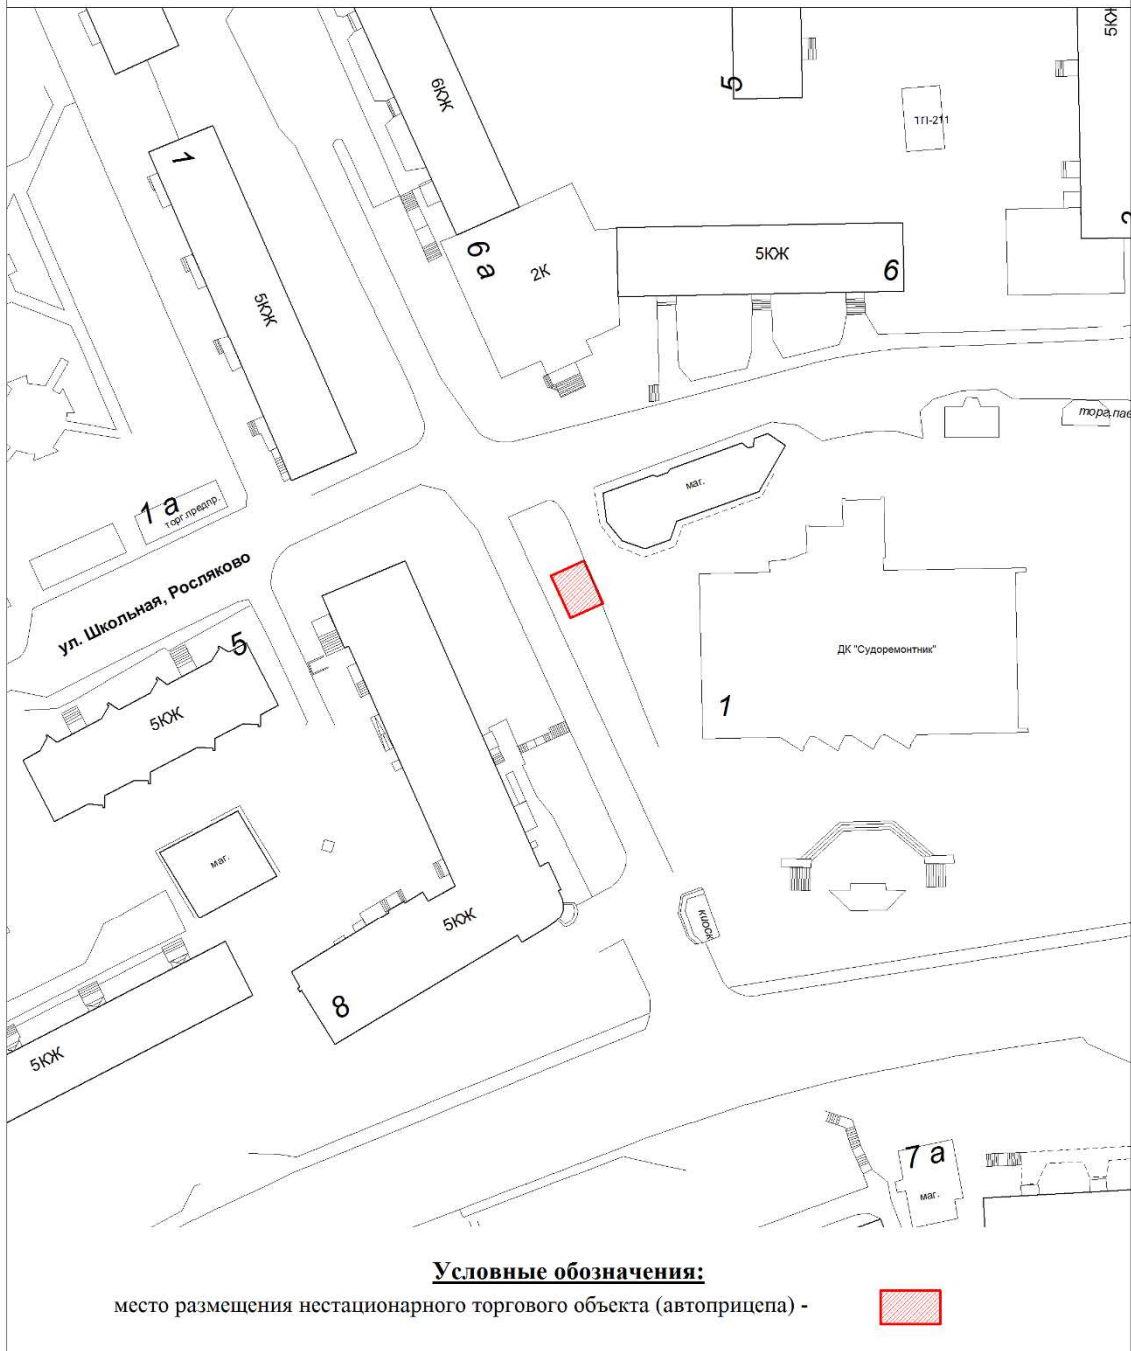 5КЖ
6КЖ
5
ТП-211
1
2
6 а
2К
5КЖ
6
5КЖ
торг.пав
маг.
1 а
торг.предпр.
ул. Школьная, Росляково
5
5КЖ
ДК "Судоремонтник"
1
маг.
5КЖ
киоск
8
5КЖ
7 а
маг.
Условные обозначения:
место размещения нестационарного торгового объекта (автоприцепа) -